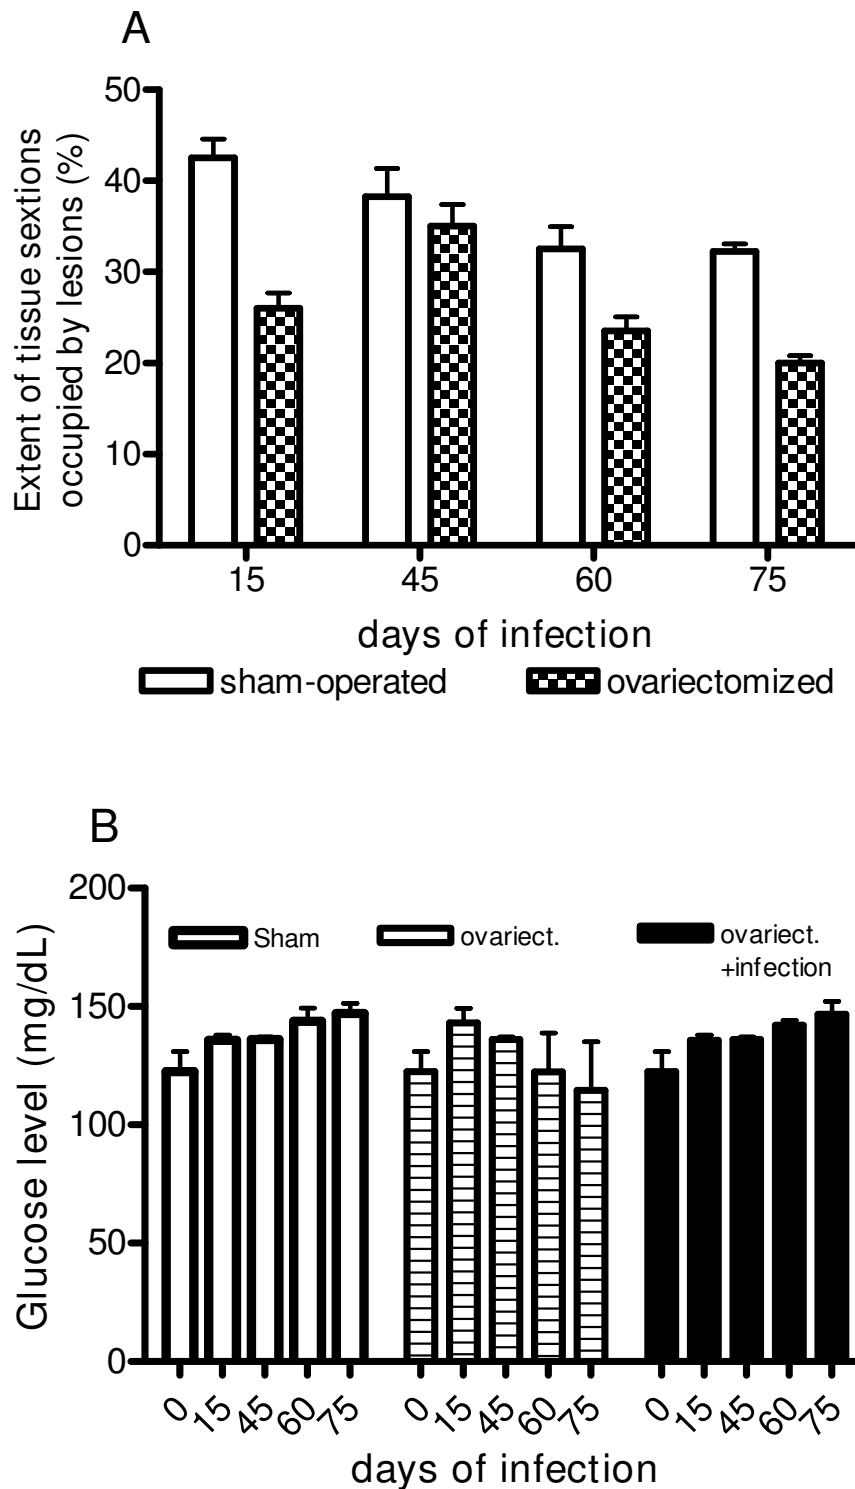 A
50
40
30
20
10
0
Extent of tissue sextions
occupied by lesions (%)
15 45 60 75
days of infection
sham-operated ovariectomized
B
200
150
100
50
0
Glucose level (mg/dL)
Sham ovariect. ovariect.
+infection
0 15 45 60 75 0 15 45 60 75 0 15 45 60 75
days of infection